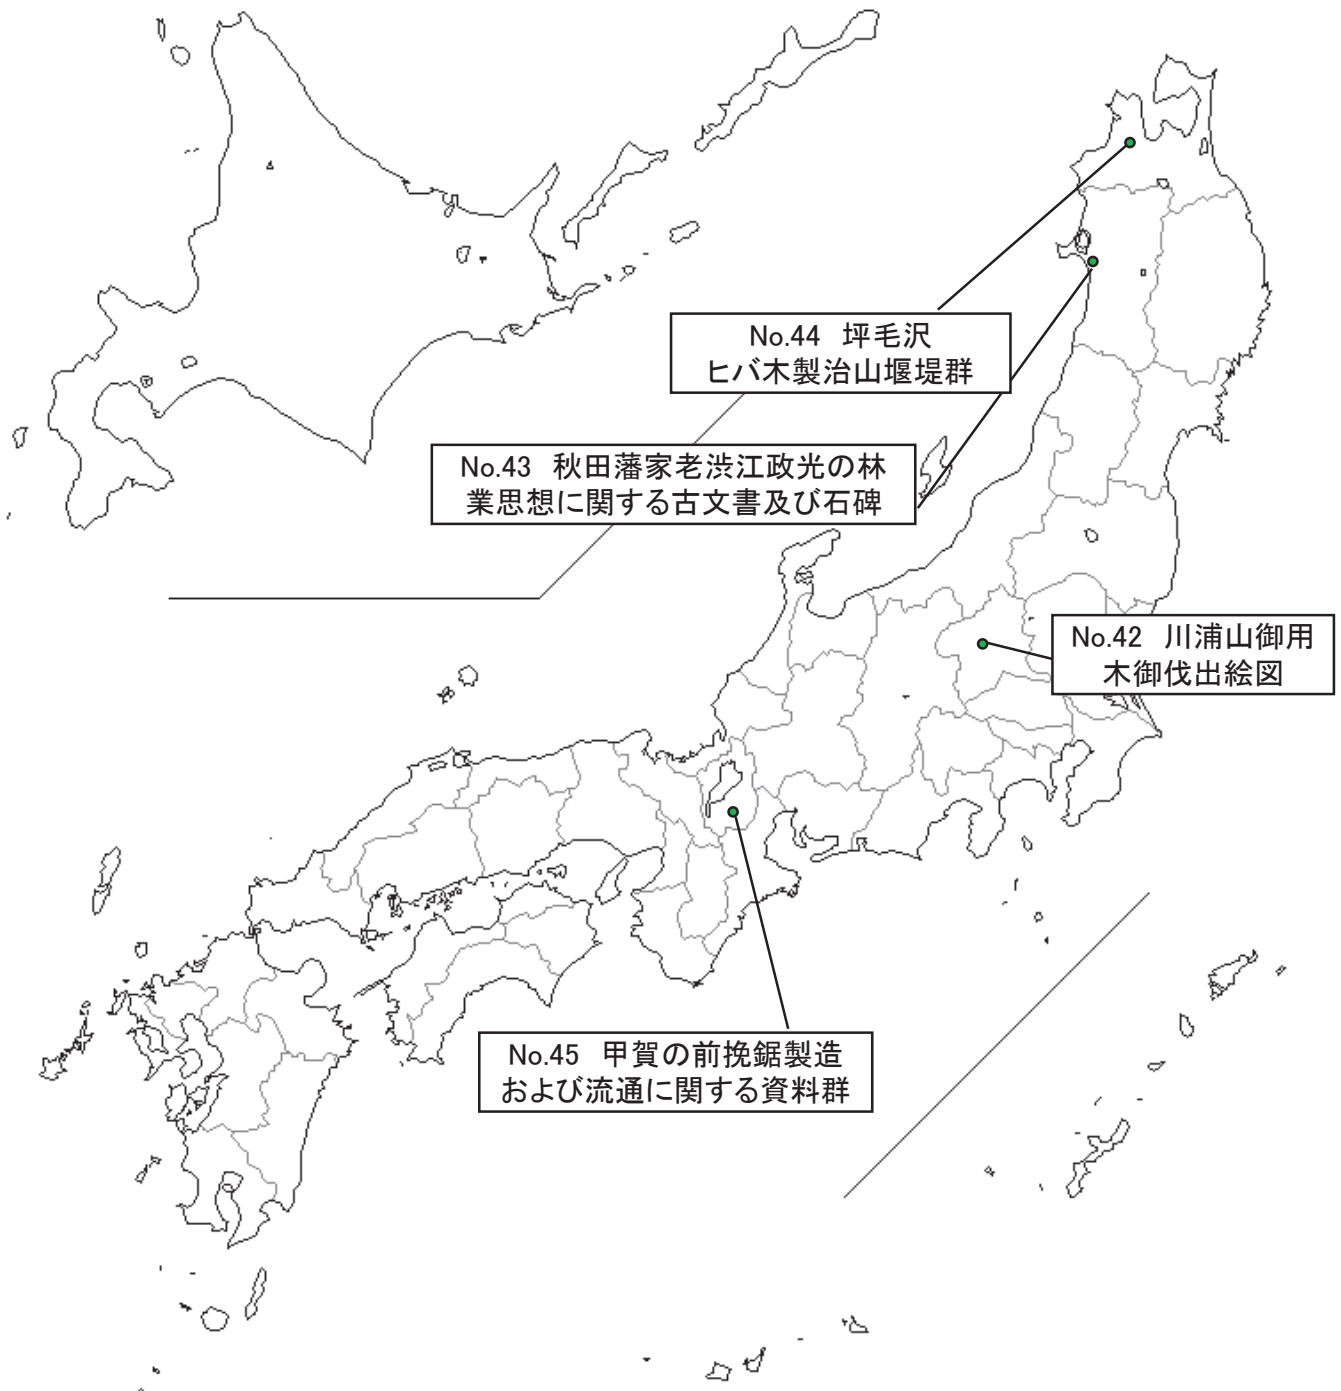 No.44 坪毛沢
ヒバ木製治山堰堤群
No.43 秋田藩家老渋江政光の林
業思想に関する古文書及び石碑
No.42 川浦山御用
木御伐出絵図
No.45 甲賀の前挽鋸製造
および流通に関する資料群